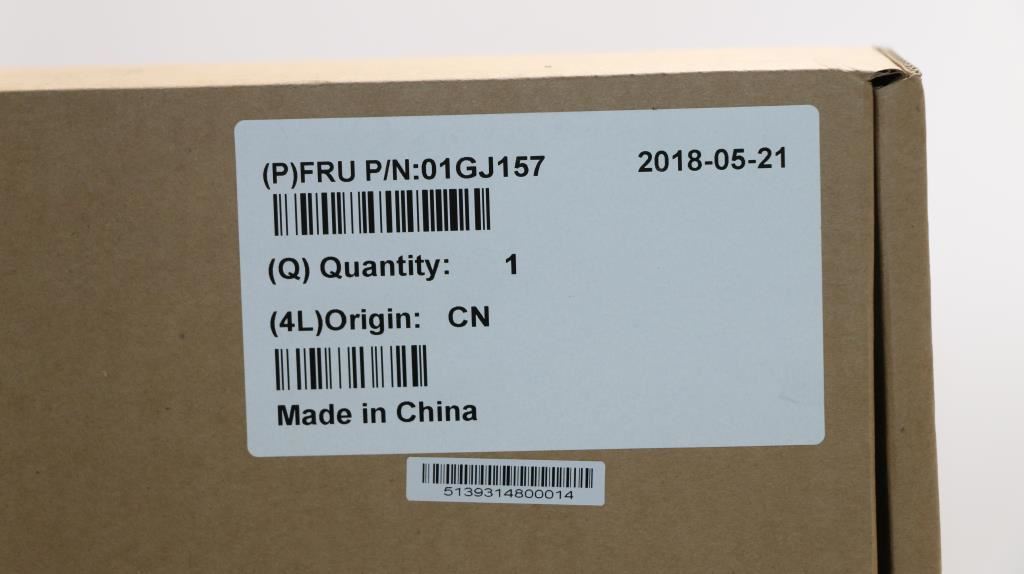 (P)FRU P/N:01GJ157 2018-05-21
(Q) Quantity: 1
(4L)Origin: CN
Made in China
5139314800014